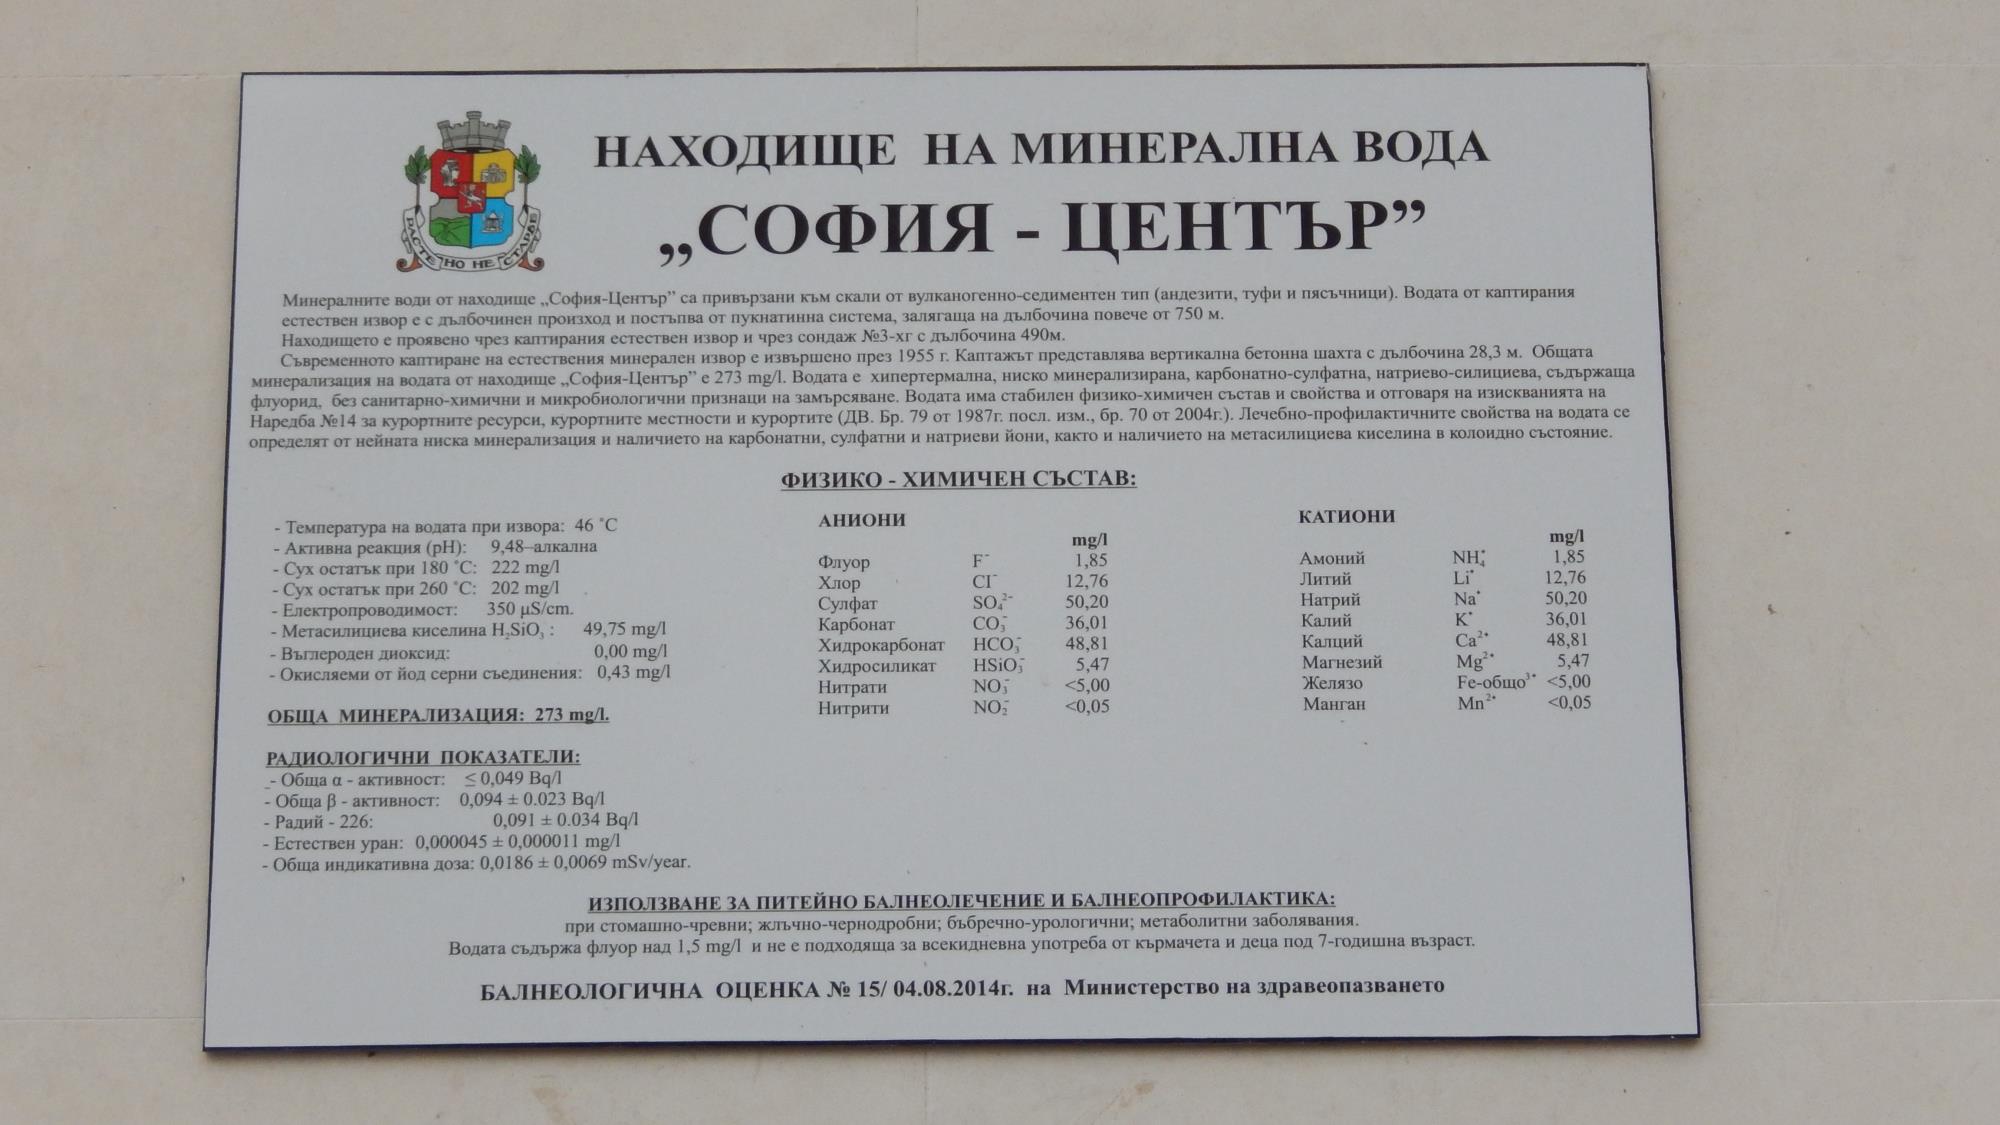 НАХОДИЩЕ НА МИНЕРАЛНА ВОДА
„СОФИЯ - ЦЕНТЪР”
РАСТЕ НО НЕ СТАРЕЕ
Минералните води от находище „София-Център” са привързани към скали от вулканогенно-седиментен тип (андезити, туфи и пясъчници). Водата от каптирания
естествен извор е с дълбочинен произход и постъпва от пукнатинна система, залягаща на дълбочина повече от 750 м.
Находището е проявено чрез каптирания естествен извор и чрез сондаж №3-хг с дълбочина 490м.
Съвременното каптиране на естествения минерален извор е извършено през 1955 г. Каптажът представлява вертикална бетонна шахта с дълбочина 28,3 м. Общата
минерализация на водата от находище „София-Център” е 273 mg/l. Водата е хипертермална, ниско минерализирана, карбонатно-сулфатна, натриево-силициева, съдържаща
флуорид, без санитарно-химични и микробиологични признаци на замърсяване. Водата има стабилен физико-химичен състав и свойства и отговаря на изискванията на
Наредба №14 за курортните ресурси, курортните местности и курортите (ДВ. Бр. 79 от 1987г. посл. изм., бр. 70 от 2004г.). Лечебно-профилактичните свойства на водата се
определят от нейната ниска минерализация и наличието на карбонатни, сулфатни и натриеви йони, както и наличието на метасилициева киселина в колоидно състояние.
ФИЗИКО - ХИМИЧЕН СЪСТАВ:
- Температура на водата при извора: 46 °C
- Активна реакция (pH): 9,48–алкална
- Сух остатък при 180 °C: 222 mg/l
- Сух остатък при 260 °C: 202 mg/l
- Електропроводимост: 350 μS/cm.
- Метасилициева киселина H₂SiO₃ : 49,75 mg/l
- Въглероден диоксид: 0,00 mg/l
- Окисляеми от йод серни съединения: 0,43 mg/l
ОБЩА МИНЕРАЛИЗАЦИЯ: 273 mg/l.
РАДИОЛОГИЧНИ ПОКАЗАТЕЛИ:
- Обща α - активност: ≤ 0,049 Bq/l
- Обща β - активност: 0,094 ± 0.023 Bq/l
- Радий - 226: 0,091 ± 0.034 Bq/l
- Естествен уран: 0,000045 ± 0,000011 mg/l
- Обща индикативна доза: 0,0186 ± 0,0069 mSv/year.
АНИОНИ
mg/l
Флуор F⁻ 1,85
Хлор Cl⁻ 12,76
Сулфат SO₄²⁻ 50,20
Карбонат CO₃⁻ 36,01
Хидрокарбонат HCO₃⁻ 48,81
Хидросиликат HSiO₃⁻ 5,47
Нитрати NO₃⁻ <5,00
Нитрити NO₂⁻ <0,05
КАТИОНИ
mg/l
Амоний NH₄⁺ 1,85
Литий Li⁺ 12,76
Натрий Na⁺ 50,20
Калий K⁺ 36,01
Калций Ca²⁺ 48,81
Магнезий Mg²⁺ 5,47
Желязо Fe-общо³⁺ <5,00
Манган Mn²⁺ <0,05
ИЗПОЛЗВАНЕ ЗА ПИТЕЙНО БАЛНЕОЛЕЧЕНИЕ И БАЛНЕОПРОФИЛАКТИКА:
при стомашно-чревни; жлъчно-чернодробни; бъбречно-урологични; метаболитни заболявания.
Водата съдържа флуор над 1,5 mg/l и не е подходяща за всекидневна употреба от кърмачета и деца под 7-годишна възраст.
БАЛНЕОЛОГИЧНА ОЦЕНКА № 15/ 04.08.2014г. на Министерство на здравеопазването